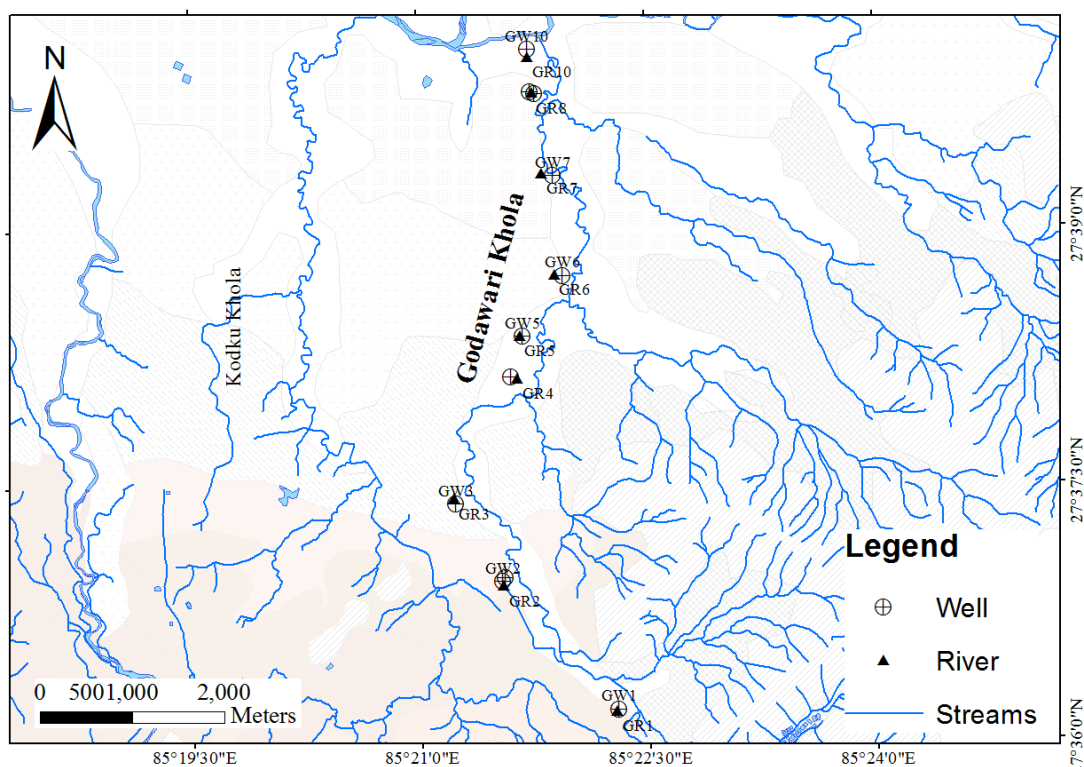 N
GW10
GR10
GR8
GW7
GR7
27°39'0"N
Godawari Khola
Kodku Khola
GW6
GR6
GW5
GR5
GR4
27°37'30"N
GW3
GR3
GW2
GR2
Legend
Well
River
Streams
GW1
GR1
0 5001,000 2,000
Meters
7°36'0"N
85°19'30"E 85°21'0"E 85°22'30"E 85°24'0"E